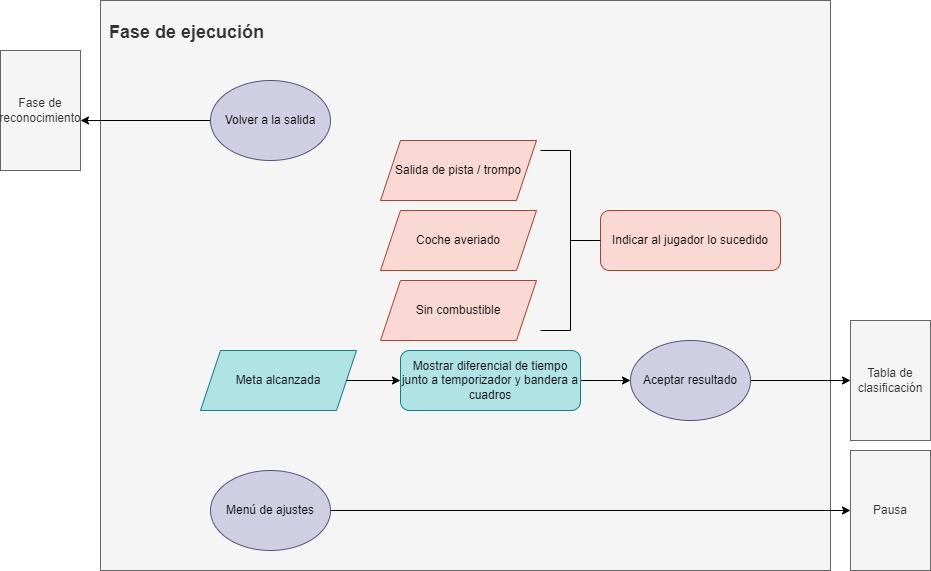 Fase de ejecución
Fase de
reconocimiento
Volver a la salida
Salida de pista / trompo
Coche averiado
Indicar al jugador lo sucedido
Sin combustible
Meta alcanzada
Mostrar diferencial de tiempo
junto a temporizador y bandera a
cuadros
Aceptar resultado
Tabla de
clasificación
Menú de ajustes
Pausa